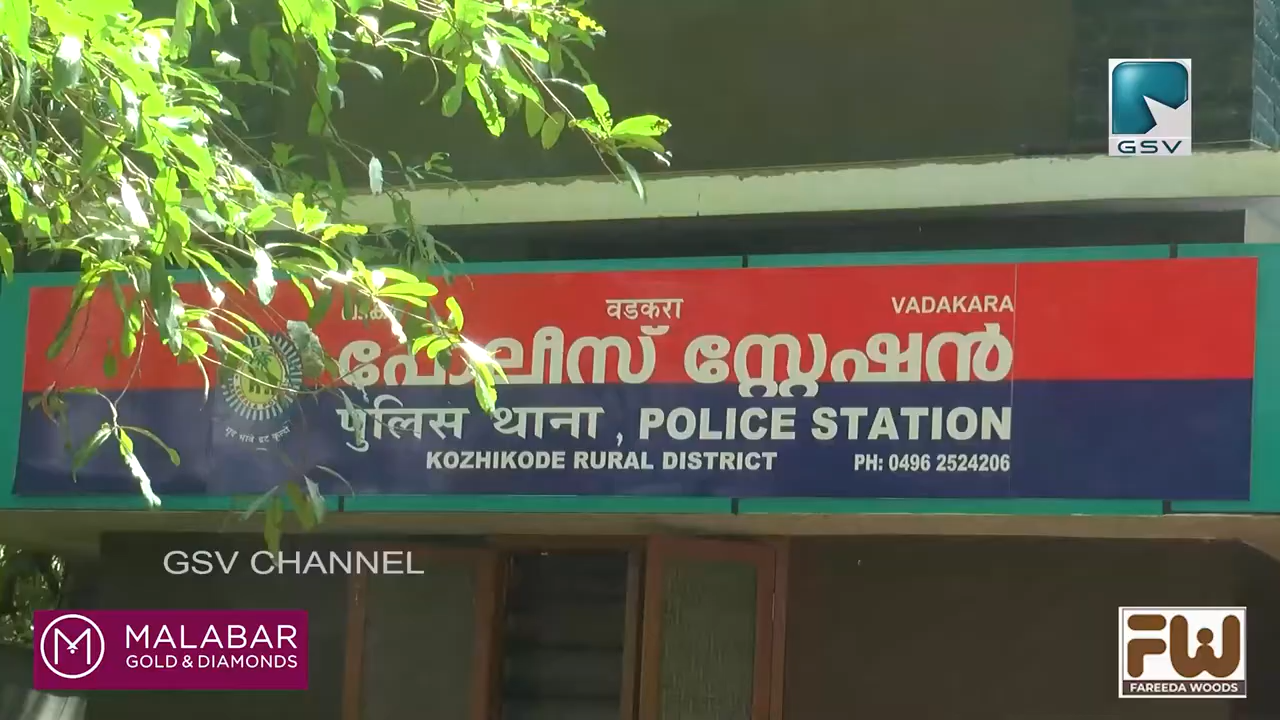 GSV
वडकरा VADAKARA
പോലീസ് സ്റ്റേഷൻ
पुलिस थाना , POLICE STATION
KOZHIKODE RURAL DISTRICT PH: 0496 2524206
GSV CHANNEL
MALABAR
GOLD & DIAMONDS
FW
FAREEDA WOODS